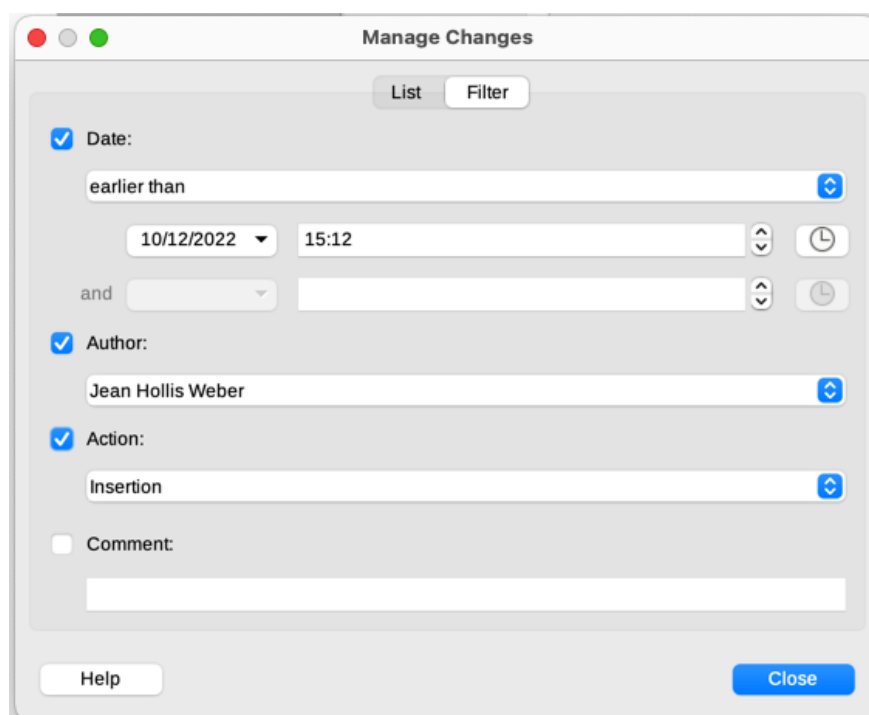 Manage Changes
List Filter
Date:
earlier than
10/12/2022 15:12
and
Author:
Jean Hollis Weber
Action:
Insertion
Comment:
Help Close